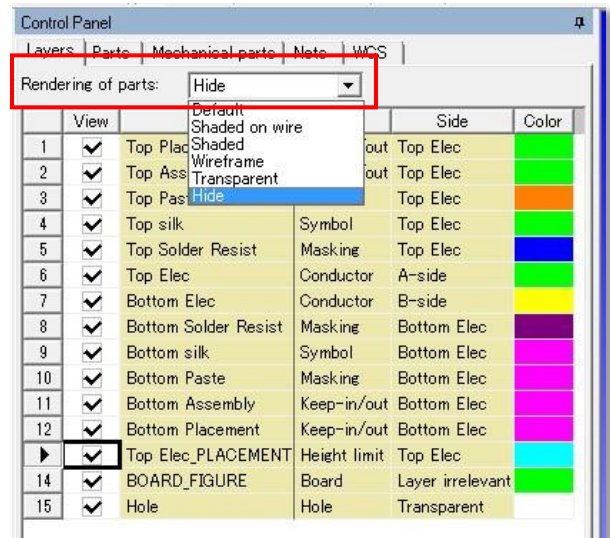 Control Panel
Layers Parts Mechanical parts Nets WCS
Rendering of parts: Hide
Default
Shaded on wire
Shaded
Wireframe
Transparent
Hide
View Side Color
1 Top Plac out Top Elec
2 Top Ass out Top Elec
3 Top Pas Top Elec
4 Top silk Symbol Top Elec
5 Top Solder Resist Masking Top Elec
6 Top Elec Conductor A-side
7 Bottom Elec Conductor B-side
8 Bottom Solder Resist Masking Bottom Elec
9 Bottom silk Symbol Bottom Elec
10 Bottom Paste Masking Bottom Elec
11 Bottom Assembly Keep-in/out Bottom Elec
12 Bottom Placement Keep-in/out Bottom Elec
Top Elec_PLACEMENT Height limit Top Elec
14 BOARD_FIGURE Board Layer irrelevant
15 Hole Hole Transparent